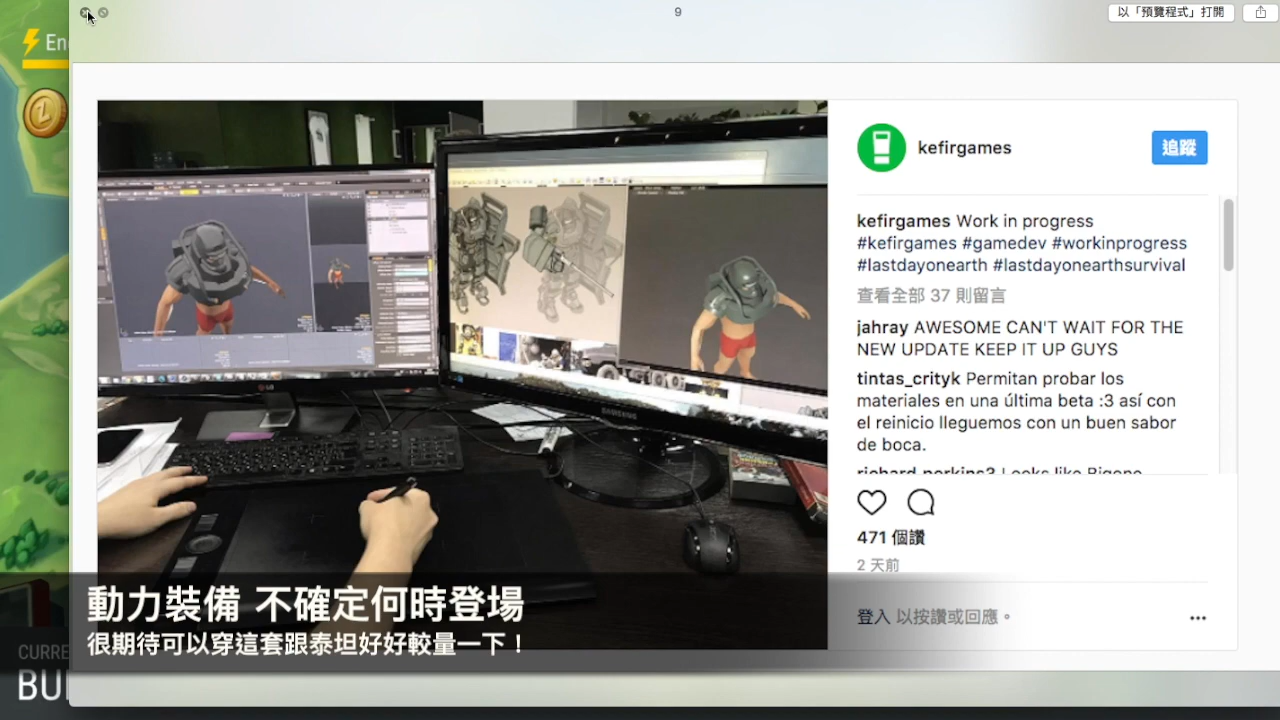 9
以「預覽程式」打開
En
kefirgames
追蹤
kefirgames Work in progress
#kefirgames #gamedev #workinprogress
#lastdayonearth #lastdayonearthsurvival
查看全部 37 則留言
jahray AWESOME CAN'T WAIT FOR THE
NEW UPDATE KEEP IT UP GUYS
tintas_crityk Permitan probar los
materiales en una última beta :3 así con
el reinicio lleguemos con un buen sabor
de boca.
471 個讚
2 天前
登入 以按讚或回應。
LG
SAMSUNG
動力裝備 不確定何時登場
很期待可以穿這套跟泰坦好好較量一下！
CURRE
BUI